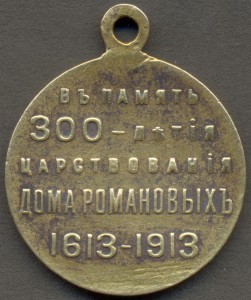 ВЪ ПАМЯТЬ
300-ЛѢТІЯ
ЦАРСТВОВАНІЯ
ДОМА РОМАНОВЫХЪ
1613-1913